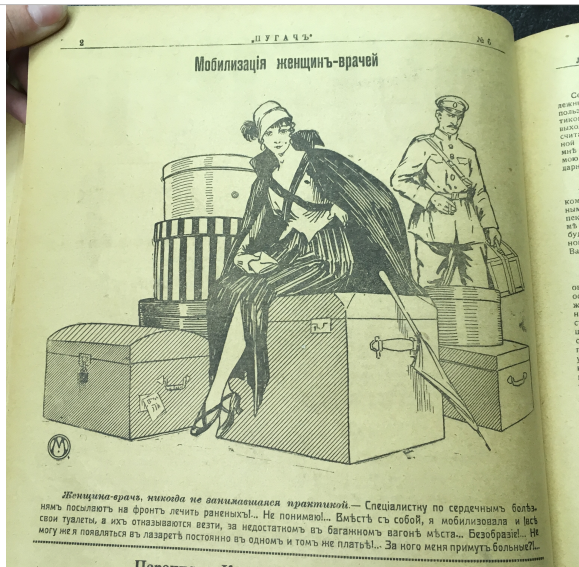 2 „ПУГАЧЪ“ № 6
Мобилизація женщинъ-врачей
Женщина-врачъ, никогда не занимавшаяся практикой.— Спеціалистку по сердечнымъ болѣз-
нямъ посылаютъ на фронтъ лечить раненыхъ!... Не понимаю!... Вмѣстѣ съ собой, я мобилизовала и всѣ
свои туалеты, а ихъ отказываются везти, за недостаткомъ въ багажномъ вагонѣ мѣста... Безобразіе!... Не
могу же я появляться въ лазаретѣ постоянно въ одномъ и томъ же платьѣ!... За кого меня примутъ больные?!...